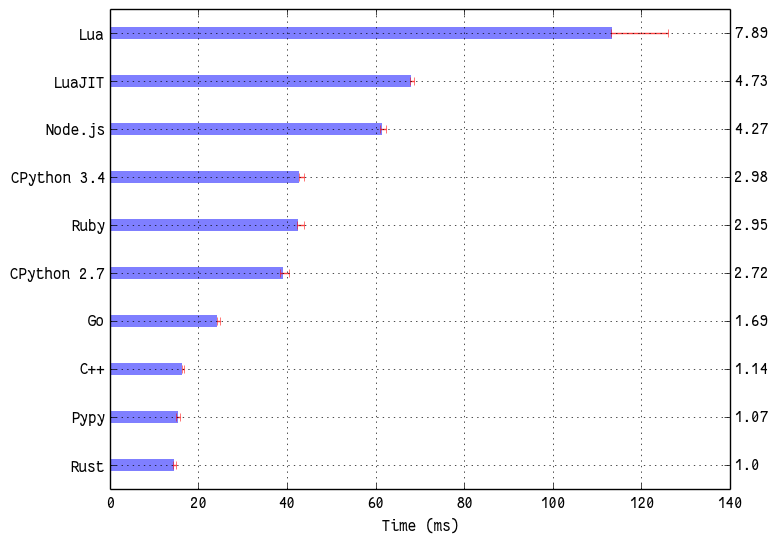 Lua 7.89
LuaJIT 4.73
Node.js 4.27
CPython 3.4 2.98
Ruby 2.95
CPython 2.7 2.72
Go 1.69
C++ 1.14
Pypy 1.07
Rust 1.0
0 20 40 60 80 100 120 140
Time (ms)